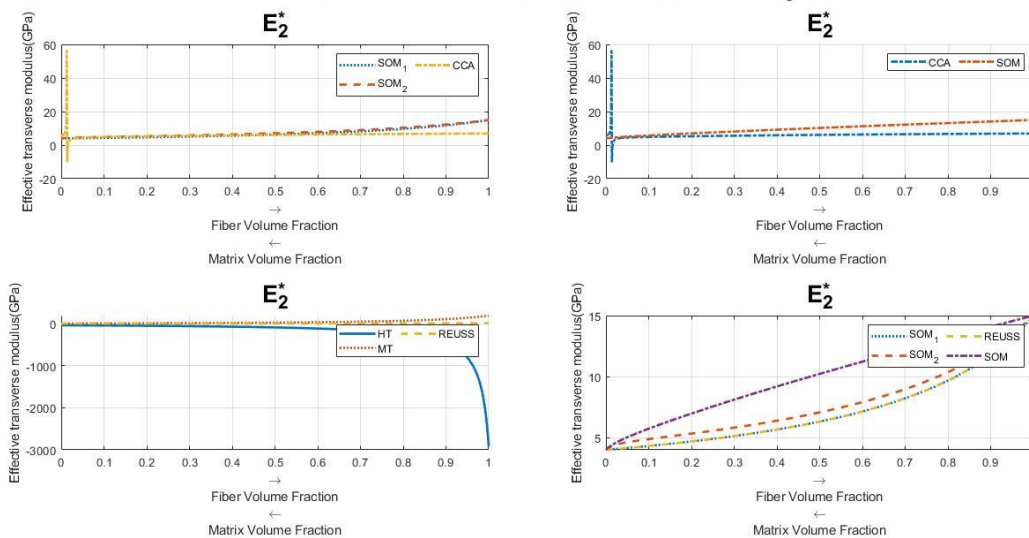 E*2
Effective transverse modulus(GPa)
60
40
20
0
-20
SOM1
CCA
SOM2
0 0.1 0.2 0.3 0.4 0.5 0.6 0.7 0.8 0.9 1
→
Fiber Volume Fraction
←
Matrix Volume Fraction
E*2
Effective transverse modulus(GPa)
60
40
20
0
-20
CCA
SOM
0 0.1 0.2 0.3 0.4 0.5 0.6 0.7 0.8 0.9
→
Fiber Volume Fraction
←
Matrix Volume Fraction
E*2
Effective transverse modulus(GPa)
0
-1000
-2000
-3000
HT
REUSS
MT
0 0.1 0.2 0.3 0.4 0.5 0.6 0.7 0.8 0.9 1
→
Fiber Volume Fraction
←
Matrix Volume Fraction
E*2
Effective transverse modulus(GPa)
15
10
5
SOM1
REUSS
SOM2
SOM
0 0.1 0.2 0.3 0.4 0.5 0.6 0.7 0.8 0.9
→
Fiber Volume Fraction
←
Matrix Volume Fraction